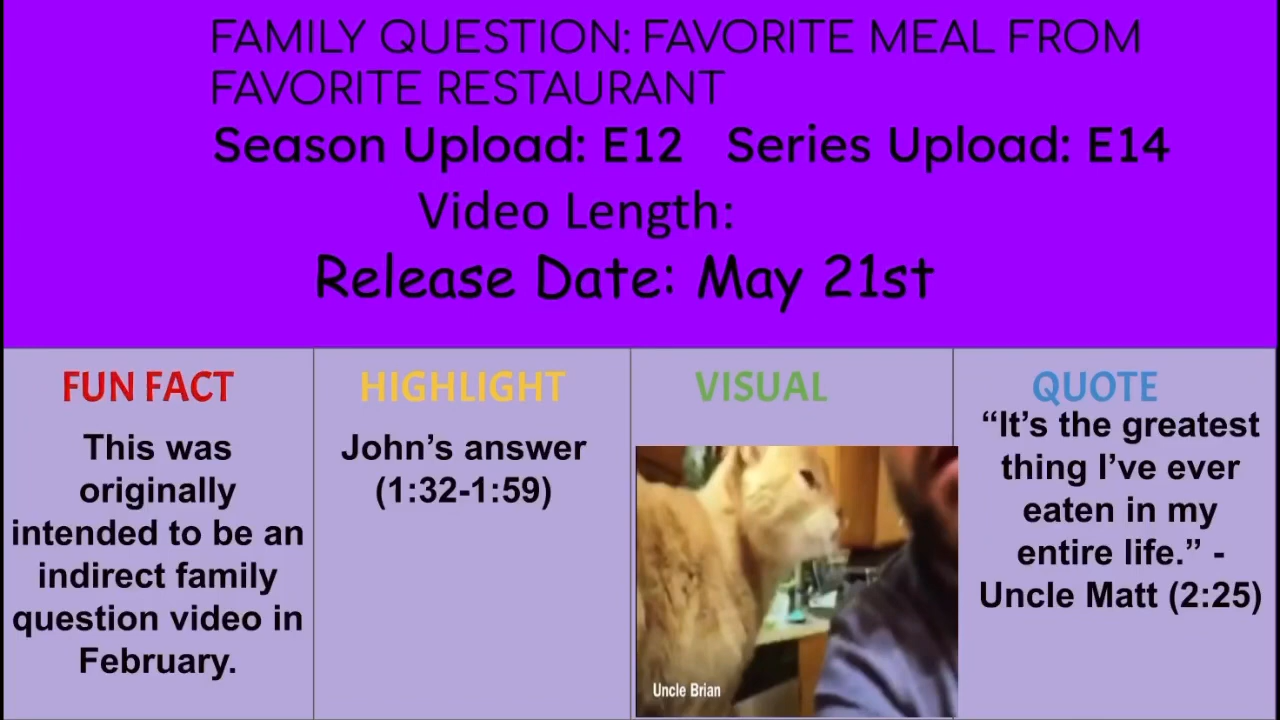 FAMILY QUESTION: FAVORITE MEAL FROM
FAVORITE RESTAURANT
Season Upload: E12 Series Upload: E14
Video Length:
Release Date: May 21st
FUN FACT
This was
originally
intended to be an
indirect family
question video in
February.
HIGHLIGHT
John’s answer
(1:32-1:59)
VISUAL
Uncle Brian
QUOTE
“It’s the greatest
thing I’ve ever
eaten in my
entire life.” -
Uncle Matt (2:25)